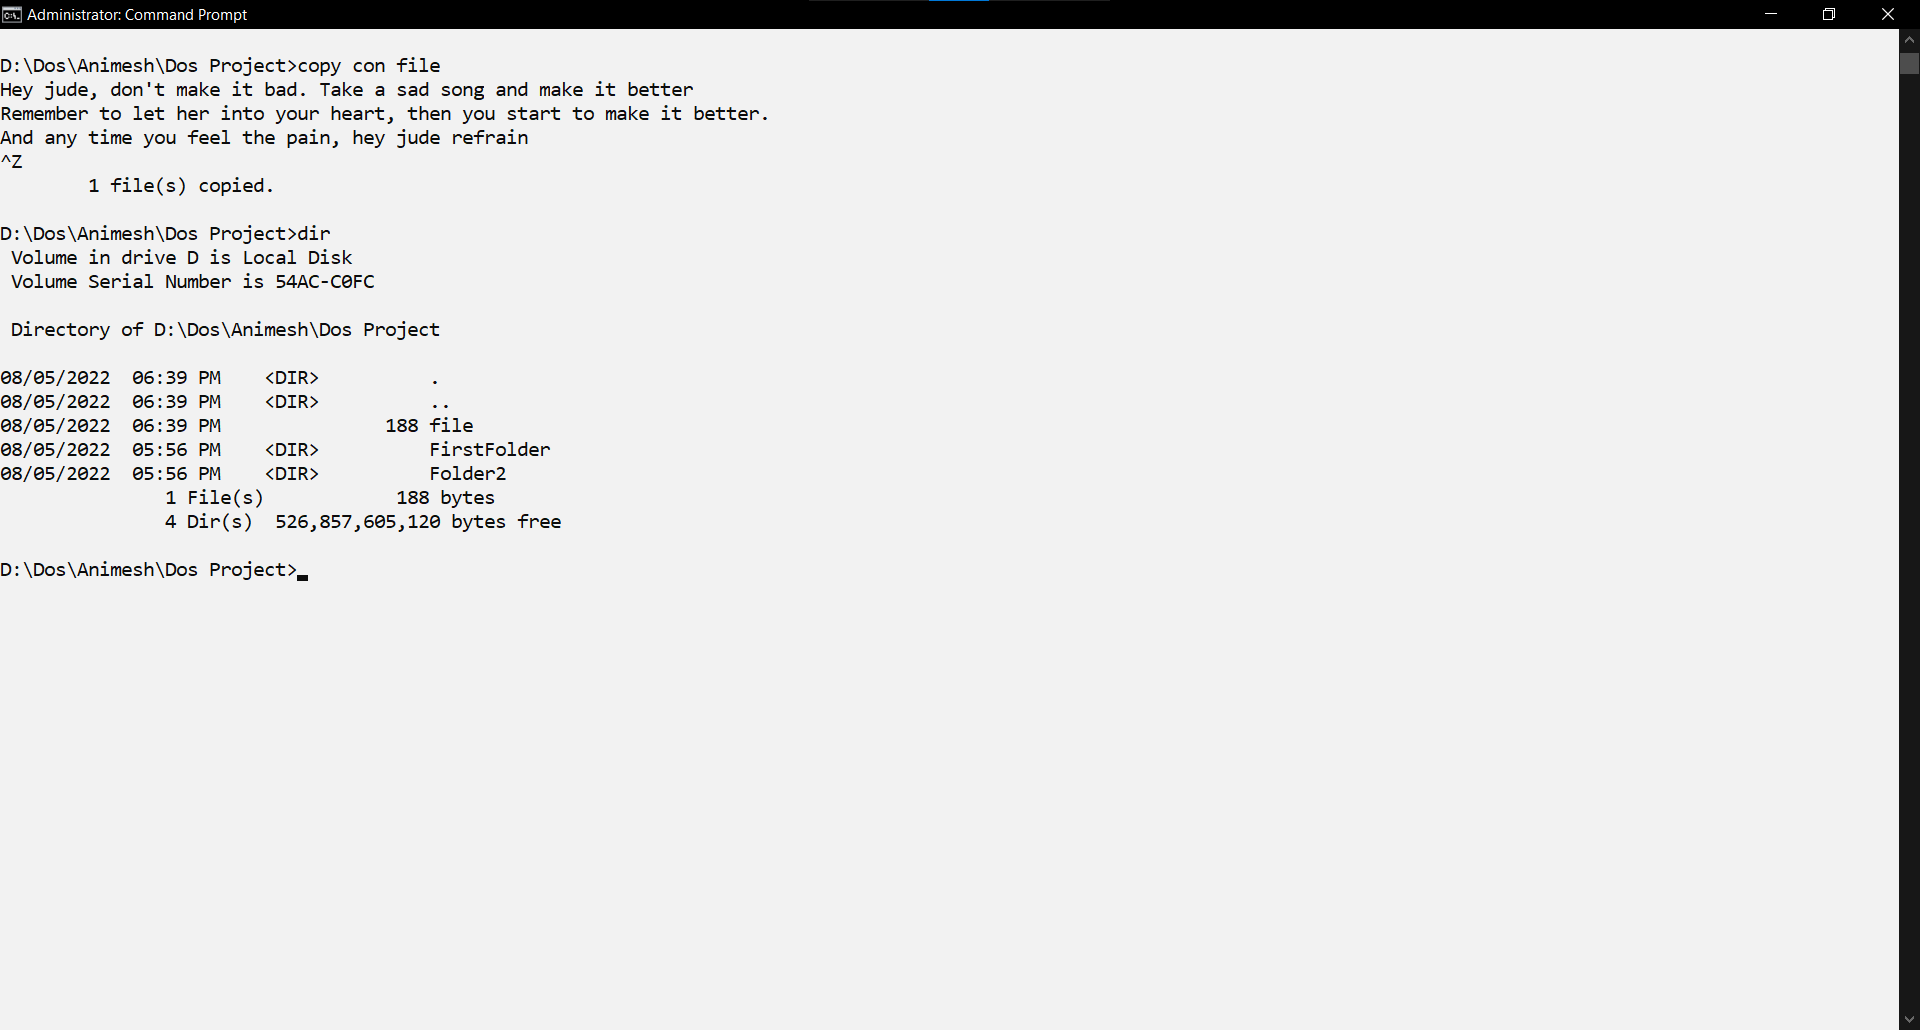 Administrator: Command Prompt
D:\Dos\Animesh\Dos Project>copy con file
Hey jude, don't make it bad. Take a sad song and make it better
Remember to let her into your heart, then you start to make it better.
And any time you feel the pain, hey jude refrain
^Z
        1 file(s) copied.

D:\Dos\Animesh\Dos Project>dir
 Volume in drive D is Local Disk
 Volume Serial Number is 54AC-C0FC

 Directory of D:\Dos\Animesh\Dos Project

08/05/2022  06:39 PM    <DIR>          .
08/05/2022  06:39 PM    <DIR>          ..
08/05/2022  06:39 PM               188 file
08/05/2022  05:56 PM    <DIR>          FirstFolder
08/05/2022  05:56 PM    <DIR>          Folder2
               1 File(s)            188 bytes
               4 Dir(s)  526,857,605,120 bytes free

D:\Dos\Animesh\Dos Project>